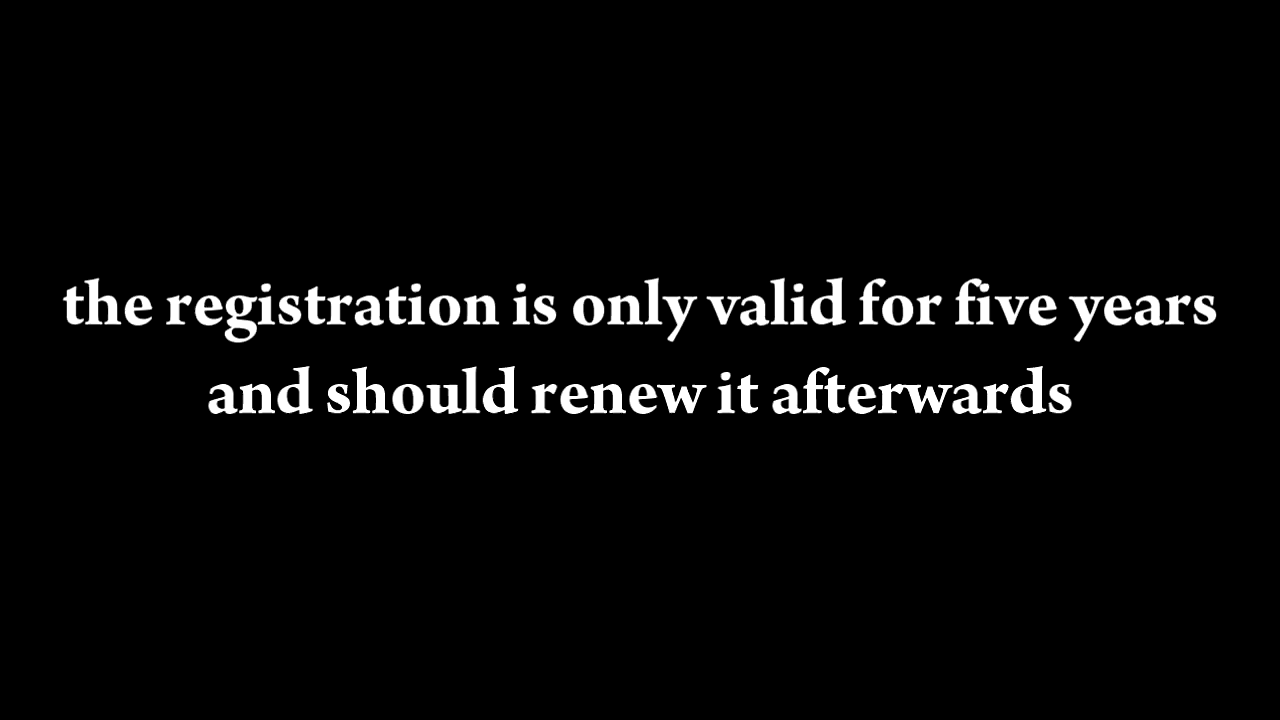 the registration is only valid for five years
and should renew it afterwards